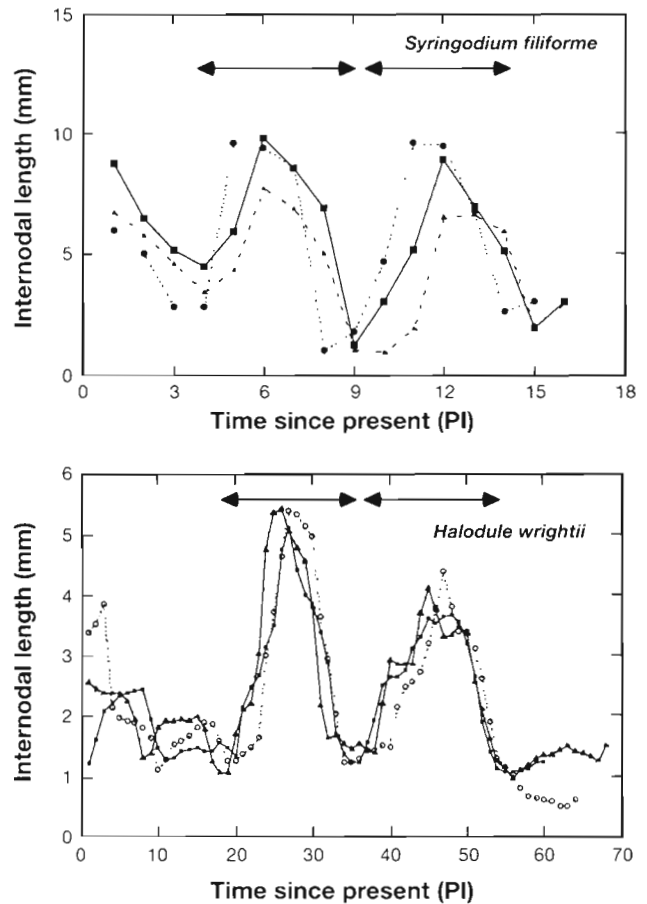 15
10
5
0
Internodal length (mm)
Syringodium filiforme
0 3 6 9 12 15 18
Time since present (PI)
6
5
4
3
2
1
0
Internodal length (mm)
Halodule wrightii
0 10 20 30 40 50 60 70
Time since present (PI)